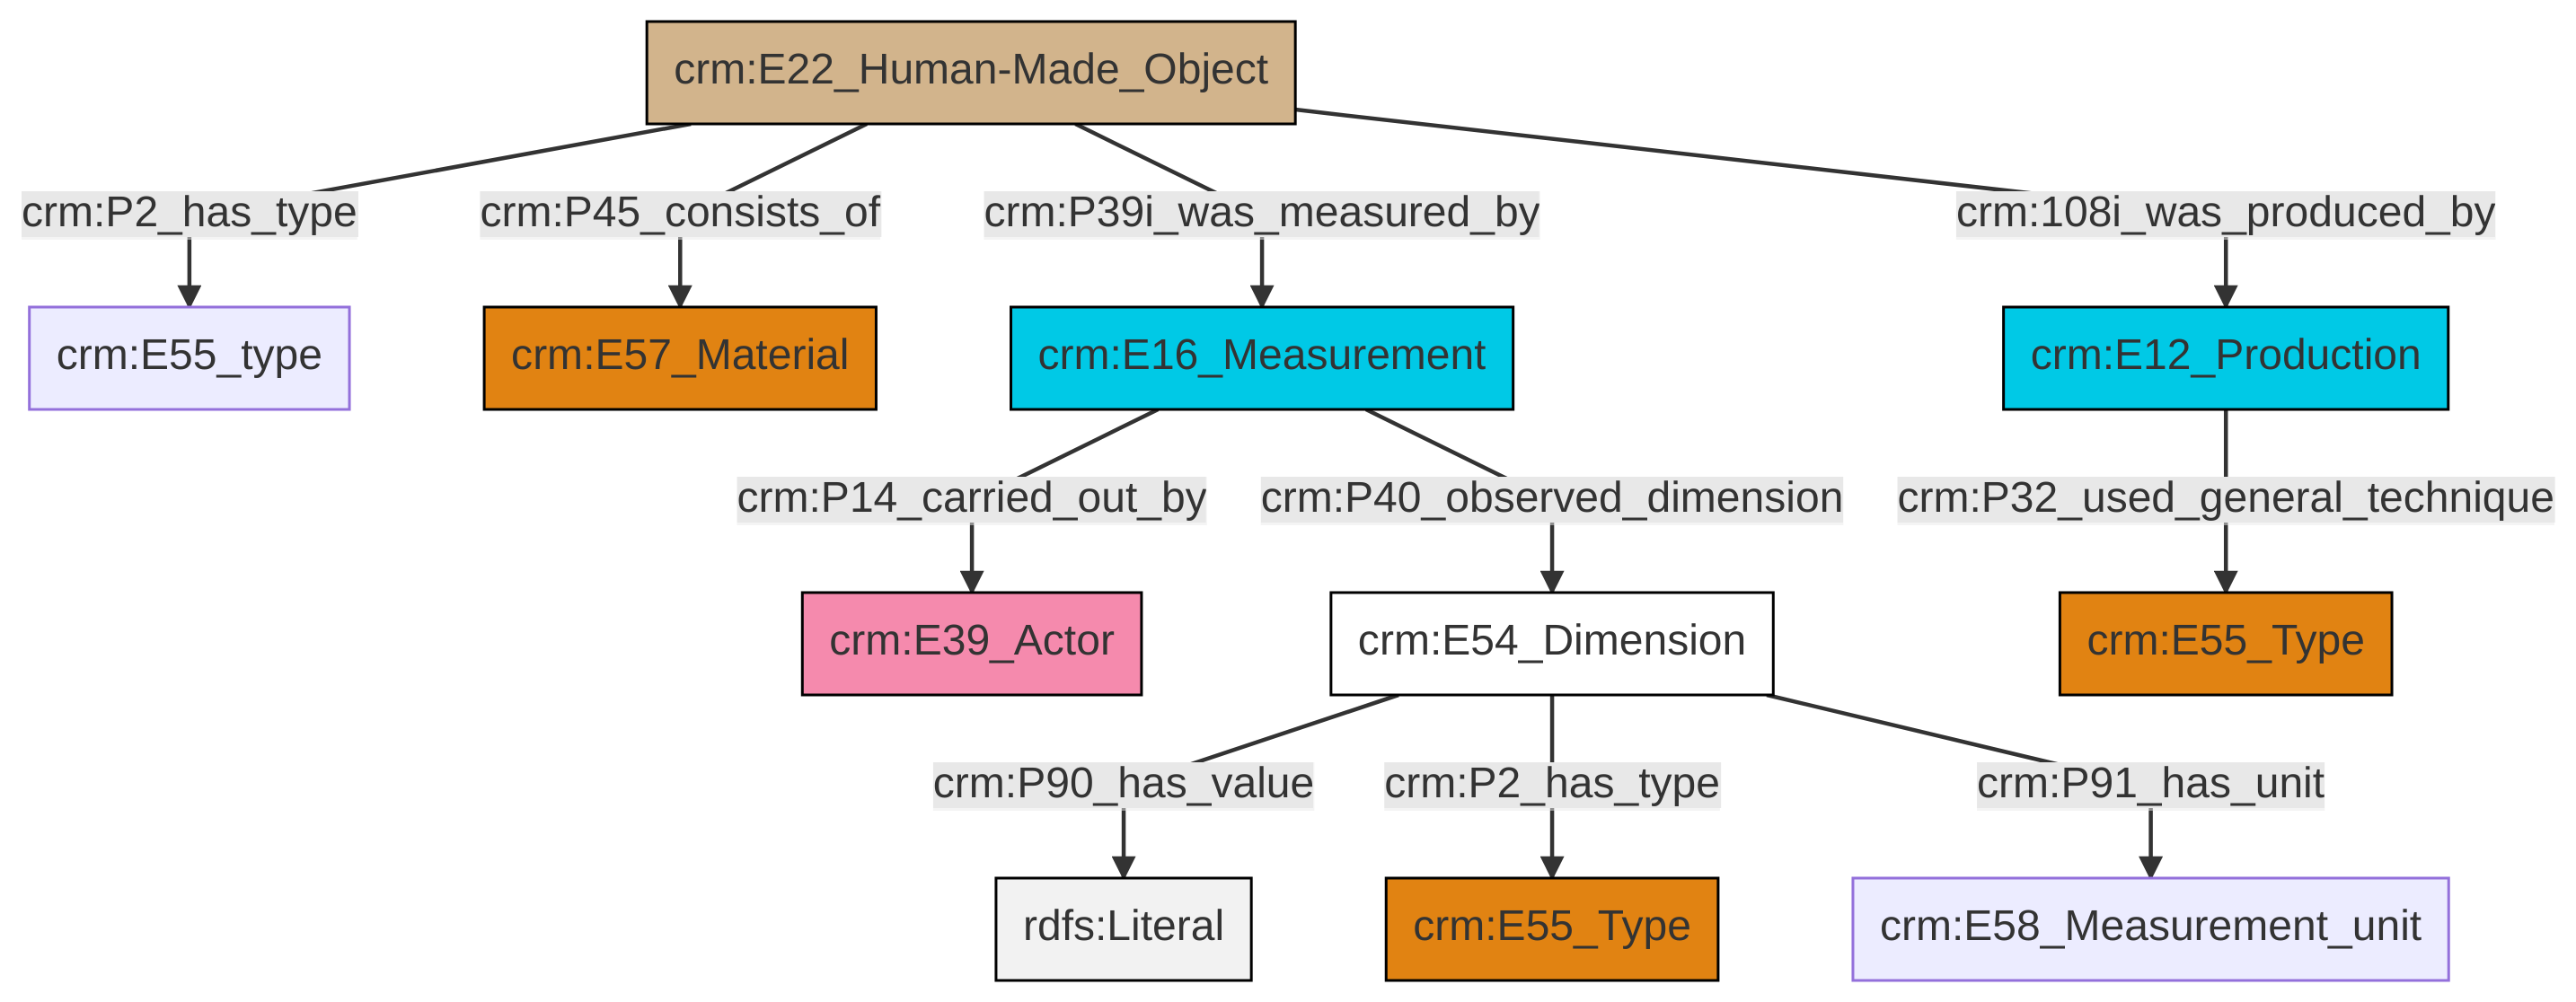 crm:E22_Human-Made_Object
crm:P2_has_type
crm:P45_consists_of
crm:P39i_was_measured_by
crm:108i_was_produced_by
crm:E55_type
crm:E57_Material
crm:E16_Measurement
crm:E12_Production
crm:P14_carried_out_by
crm:P40_observed_dimension
crm:P32_used_general_technique
crm:E39_Actor
crm:E54_Dimension
crm:E55_Type
crm:P90_has_value
crm:P2_has_type
crm:P91_has_unit
rdfs:Literal
crm:E55_Type
crm:E58_Measurement_unit